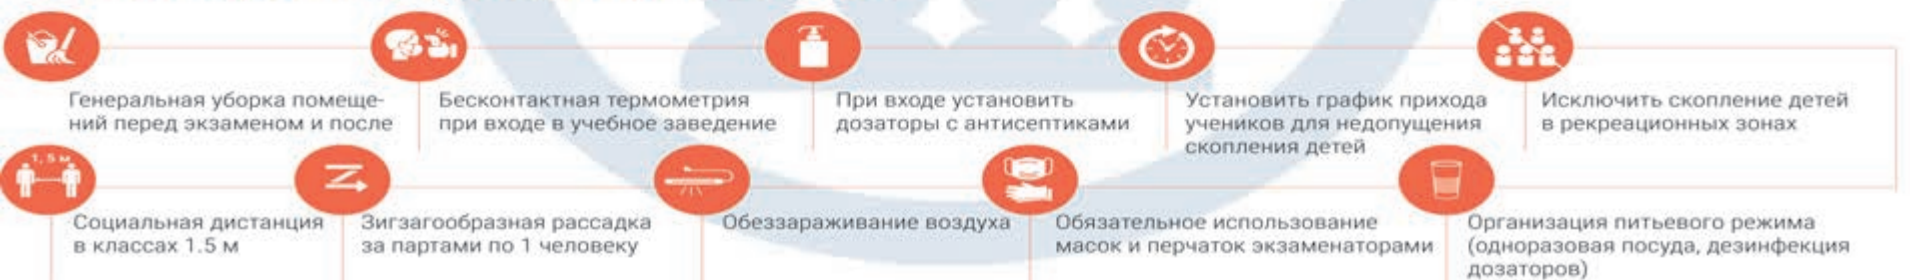 Генеральная уборка помеще-
ний перед экзаменом и после
Бесконтактная термометрия
при входе в учебное заведение
При входе установить
дозаторы с антисептиками
Установить график прихода
учеников для недопущения
скопления детей
Исключить скопление детей
в рекреационных зонах
1,5 м
Социальная дистанция
в классах 1.5 м
Зигзагообразная рассадка
за партами по 1 человеку
Обеззараживание воздуха
Обязательное использование
масок и перчаток экзаменаторами
Организация питьевого режима
(одноразовая посуда, дезинфекция
дозаторов)